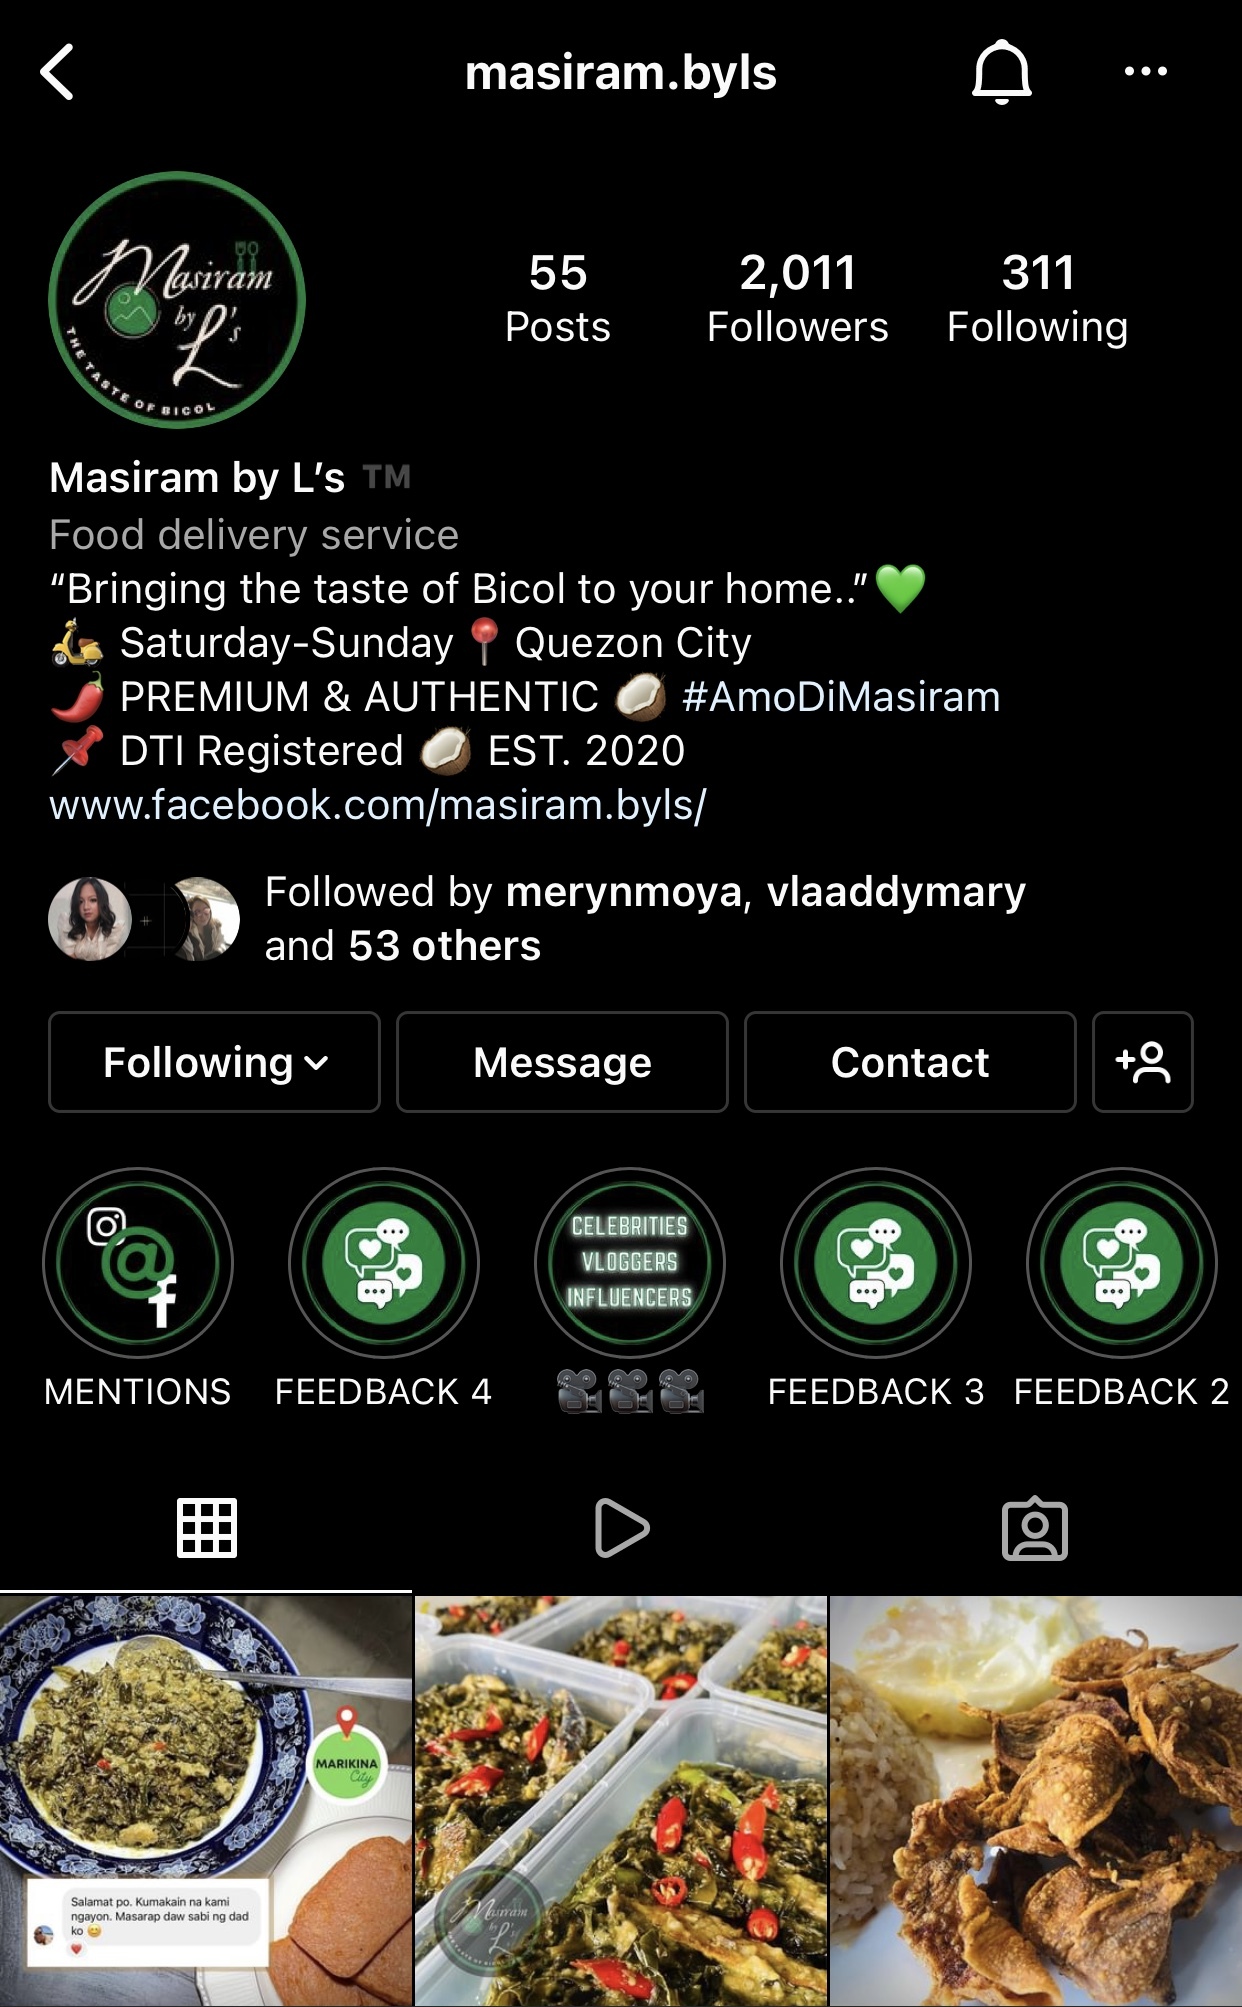 masiram.byls
Masiram
by L's
THE TASTE OF BICOL
55
Posts
2,011
Followers
311
Following
Masiram by L’s ™️
Food delivery service
“Bringing the taste of Bicol to your home..”💚
🛵 Saturday-Sunday📍Quezon City
🌶️ PREMIUM & AUTHENTIC 🥥 #AmoDiMasiram
📌 DTI Registered 🥥 EST. 2020
www.facebook.com/masiram.byls/
Followed by merynmoya, vlaaddymary
and 53 others
Following
Message
Contact
CELEBRITIES
VLOGGERS
INFLUENCERS
MENTIONS
FEEDBACK 4
🎥🎥🎥
FEEDBACK 3
FEEDBACK 2
MARIKINA
City
Salamat po. Kumakain na kami
ngayon. Masarap daw sabi ng dad
ko 😊
❤️
Masiram
by L's
THE TASTE OF BICOL